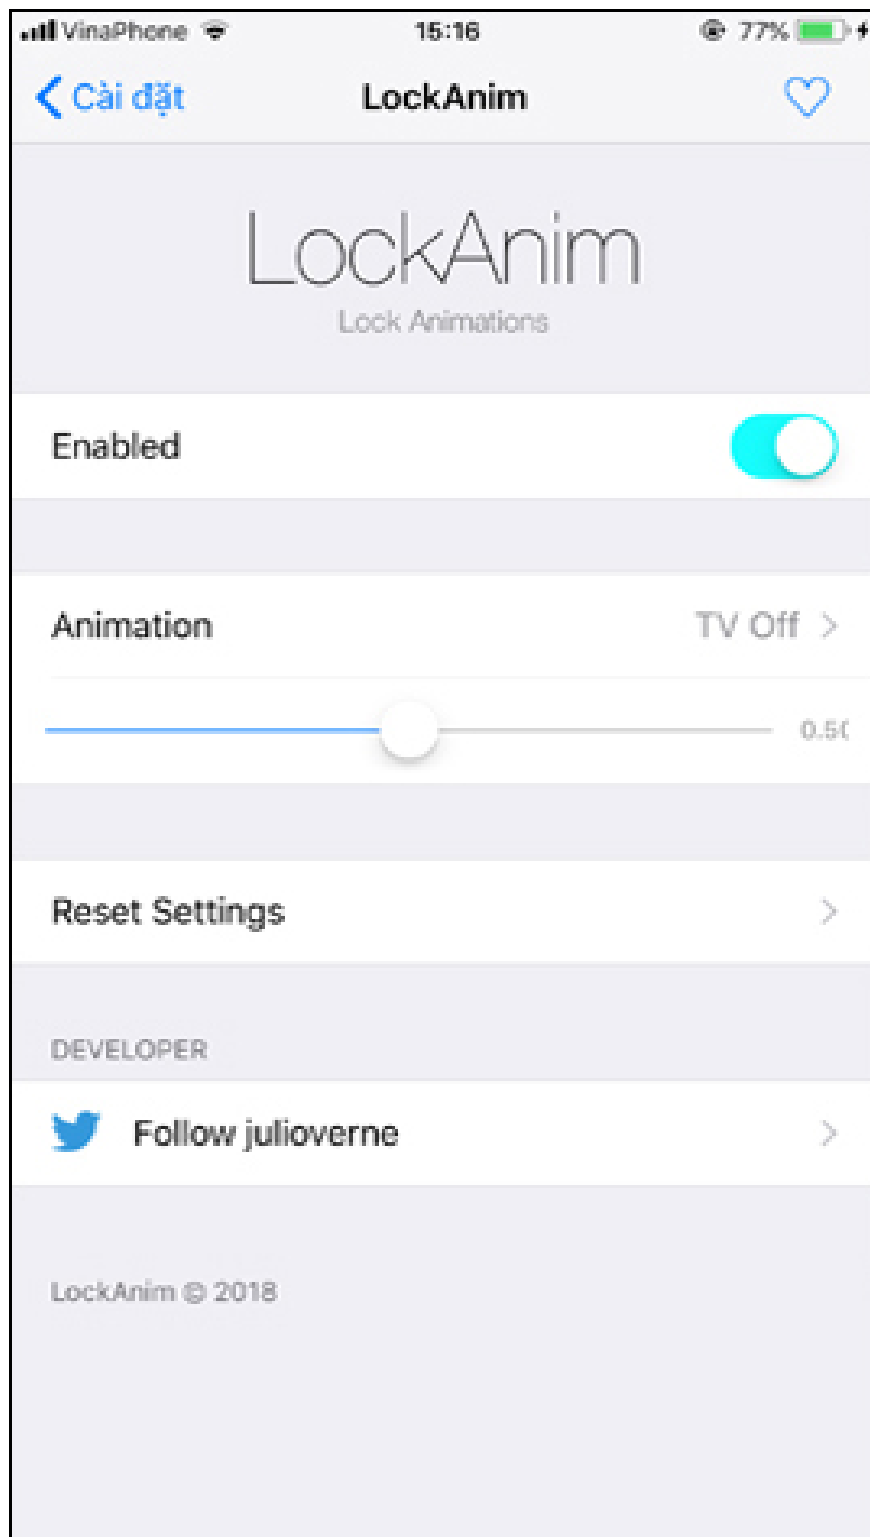 VinaPhone 15:16 77%
Cài đặt LockAnim
LockAnim
Lock Animations
Enabled
Animation TV Off
Reset Settings
DEVELOPER
Follow julioverne
LockAnim © 2018